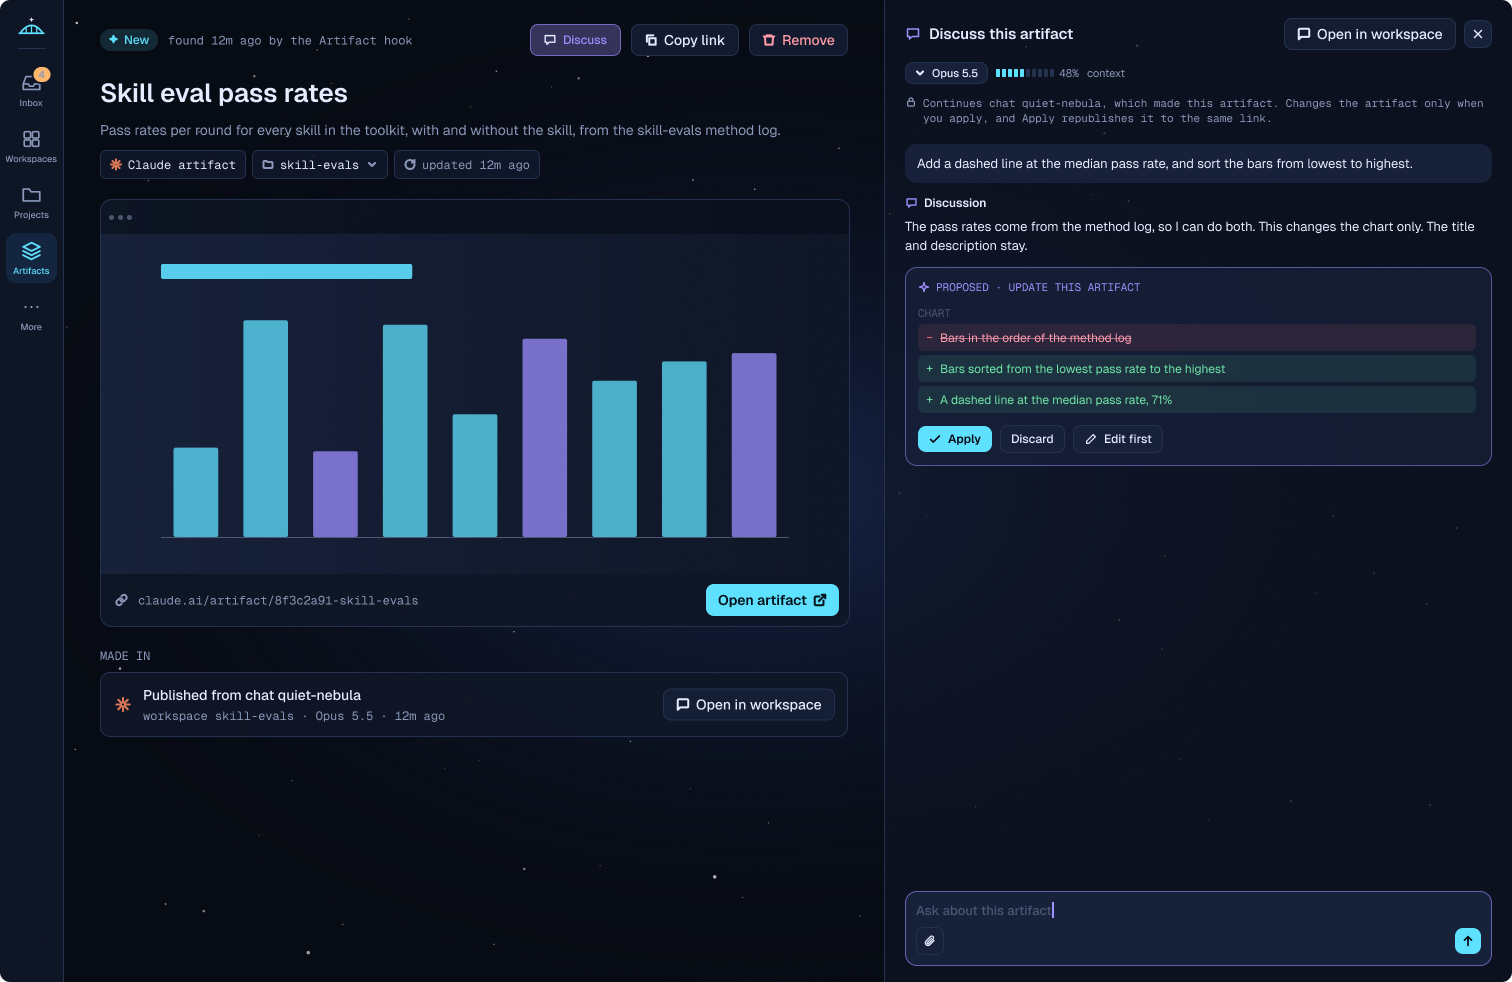 4
Inbox
Workspaces
Projects
Artifacts
More
New
found 12m ago by the Artifact hook
Discuss
Copy link
Remove
Skill eval pass rates
Pass rates per round for every skill in the toolkit, with and without the skill, from the skill-evals method log.
Claude artifact
skill-evals
updated 12m ago
claude.ai/artifact/8f3c2a91-skill-evals
Open artifact
MADE IN
Published from chat quiet-nebula
workspace skill-evals · Opus 5.5 · 12m ago
Open in workspace
Discuss this artifact
Open in workspace
Opus 5.5
48% context
Continues chat quiet-nebula, which made this artifact. Changes the artifact only when
you apply, and Apply republishes it to the same link.
Add a dashed line at the median pass rate, and sort the bars from lowest to highest.
Discussion
The pass rates come from the method log, so I can do both. This changes the chart only. The title
and description stay.
PROPOSED · UPDATE THIS ARTIFACT
CHART
− Bars in the order of the method log
+ Bars sorted from the lowest pass rate to the highest
+ A dashed line at the median pass rate, 71%
Apply
Discard
Edit first
Ask about this artifact